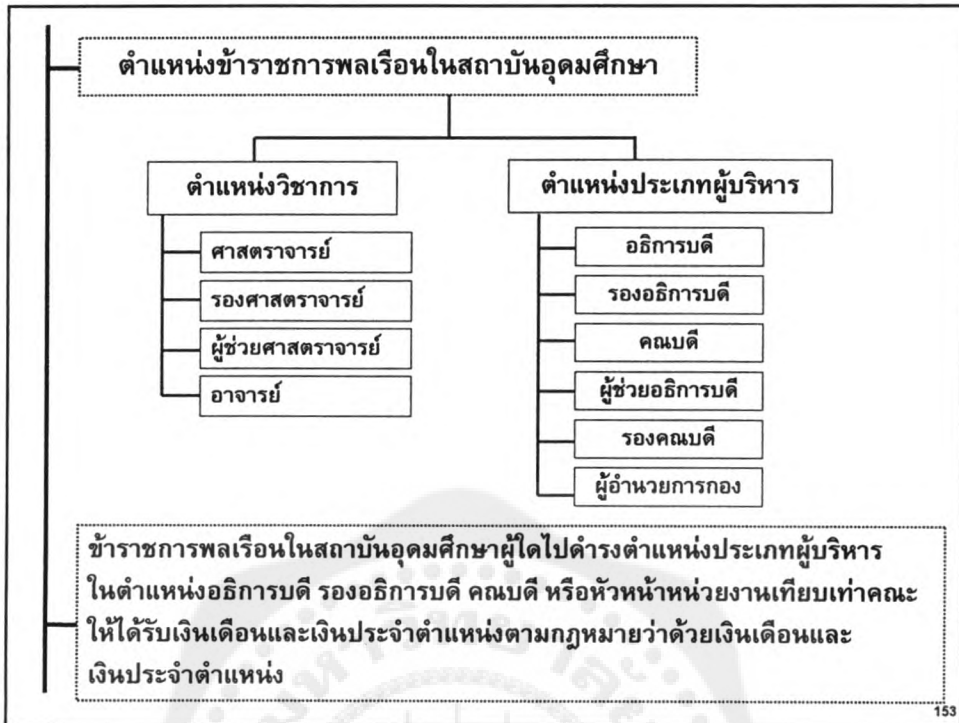 ตำแหน่งข้าราชการพลเรือนในสถาบันอุดมศึกษา
ตำแหน่งวิชาการ
ศาสตราจารย์
รองศาสตราจารย์
ผู้ช่วยศาสตราจารย์
อาจารย์
ตำแหน่งประเภทผู้บริหาร
อธิการบดี
รองอธิการบดี
คณบดี
ผู้ช่วยอธิการบดี
รองคณบดี
ผู้อำนวยการกอง
ข้าราชการพลเรือนในสถาบันอุดมศึกษาผู้ใดไปดำรงตำแหน่งประเภทผู้บริหาร
ในตำแหน่งอธิการบดี รองอธิการบดี คณบดี หรือหัวหน้าหน่วยงานเทียบเท่าคณะ
ให้ได้รับเงินเดือนและเงินประจำตำแหน่งตามกฎหมายว่าด้วยเงินเดือนและ
เงินประจำตำแหน่ง
153